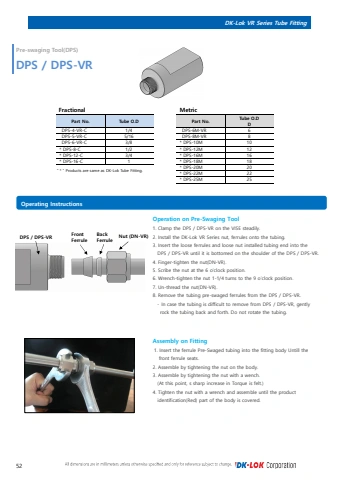 DK-Lok VR Series Tube Fitting
Pre-swaging Tool(DPS)
DPS / DPS-VR
Fractional
Part No. Tube O.D
DPS-4-VR-C 1/4
DPS-5-VR-C 5/16
DPS-6-VR-C 3/8
* DPS-8-C 1/2
* DPS-12-C 3/4
* DPS-16-C 1
" * " Products are same as DK-Lok Tube Fitting.
Metric
Part No. Tube O.D
D
DPS-6M-VR 6
DPS-8M-VR 8
* DPS-10M 10
* DPS-12M 12
* DPS-16M 16
* DPS-18M 18
* DPS-20M 20
* DPS-22M 22
* DPS-25M 25
Operating Instructions
DPS / DPS-VR
Front
Ferrule
Back
Ferrule
Nut (DN-VR)
Operation on Pre-Swaging Tool
1. Clamp the DPS / DPS-VR on the VISE steadily.
2. Install the DK-Lok VR Series nut, ferrules onto the tubing.
3. Insert the loose ferrules and loose nut installed tubing end into the
DPS / DPS-VR until it is bottomed on the shoulder of the DPS / DPS-VR.
4. Finger-tighten the nut(DN-VR).
5. Scribe the nut at the 6 o'clock position.
6. Wrench-tighten the nut 1-1/4 turns to the 9 o'clock position.
7. Un-thread the nut(DN-VR).
8. Remove the tubing pre-swaged ferrules from the DPS / DPS-VR.
- In case the tubing is difficult to remove from DPS / DPS-VR, gently
rock the tubing back and forth. Do not rotate the tubing.
Assembly on Fitting
1. Insert the ferrule Pre-Swaged tubing into the fitting body Untill the
front ferrule seats.
2. Assemble by tightening the nut on the body.
3. Assemble by tightening the nut with a wench.
(At this point, s sharp increase in Torque is felt.)
4. Tighten the nut with a wrench and assemble until the product
identification(Red) part of the body is covered.
52
All dimensions are in millimeters, unless otherwise specified and only for reference subject to change.
DK-LOK Corporation